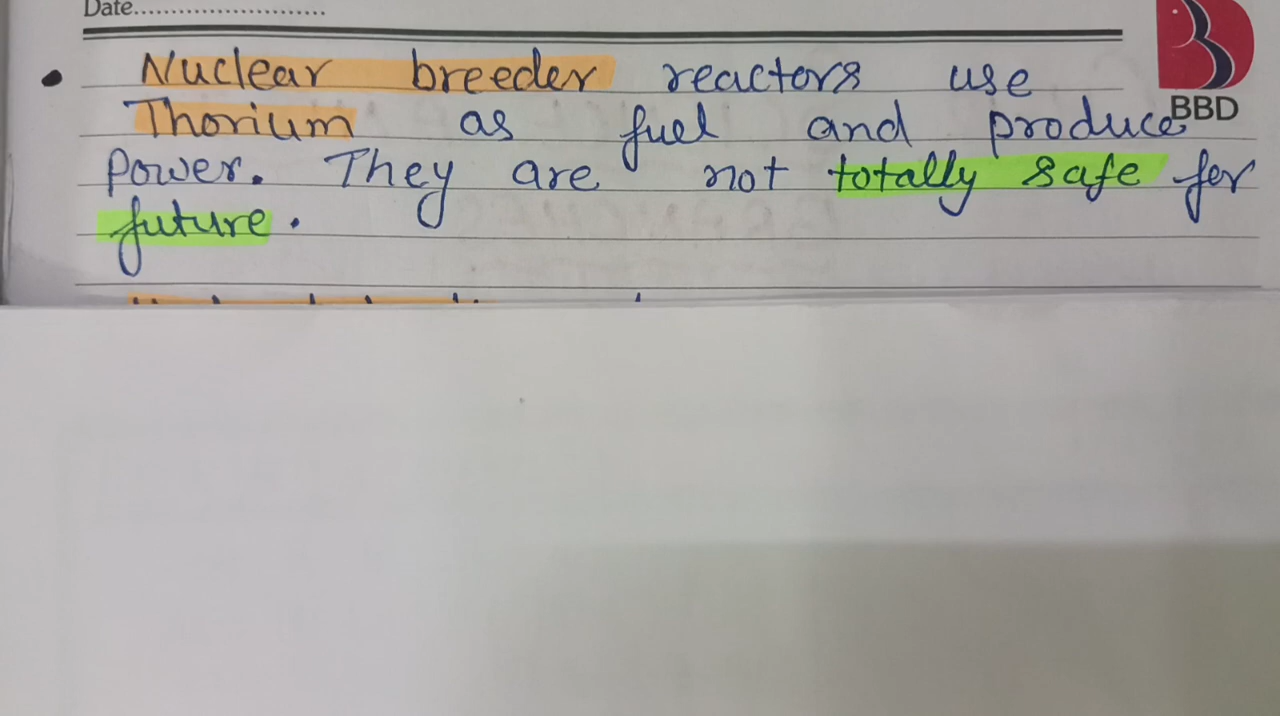 Date..........................
BBD
• Nuclear breeder reactors use
Thorium as fuel and produce
Power. They are not totally safe for
future.